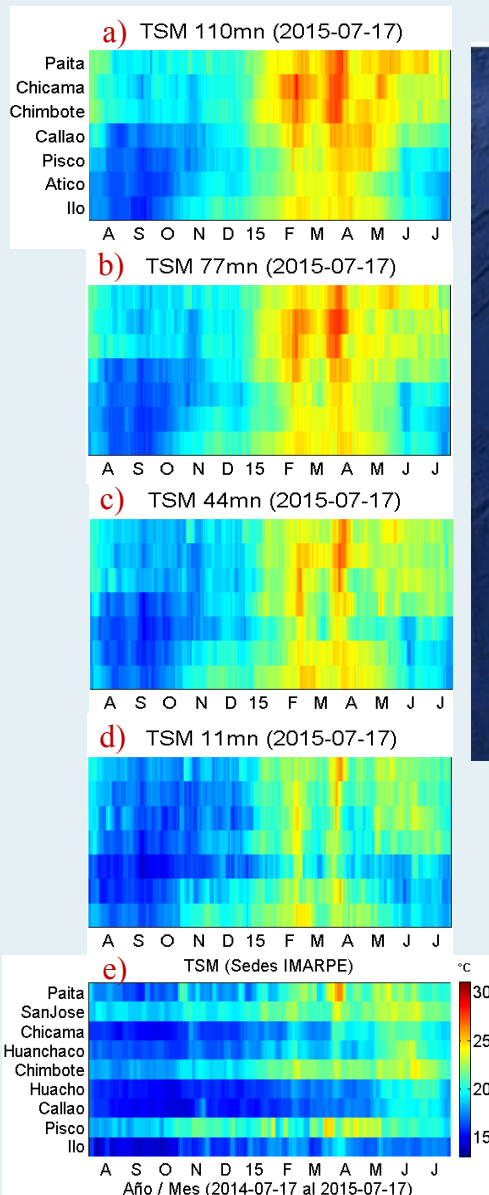 a) TSM 110mn (2015-07-17)
Paita
Chicama
Chimbote
Callao
Pisco
Atico
Ilo
A S O N D 15 F M A M J J
b) TSM 77mn (2015-07-17)
A S O N D 15 F M A M J J
c) TSM 44mn (2015-07-17)
A S O N D 15 F M A M J J
d) TSM 11mn (2015-07-17)
A S O N D 15 F M A M J J
e) TSM (Sedes IMARPE) °C
Paita
SanJose
Chicama
Huanchaco
Chimbote
Huacho
Callao
Pisco
Ilo
30
25
20
15
A S O N D 15 F M A M J J
Año / Mes (2014-07-17 al 2015-07-17)